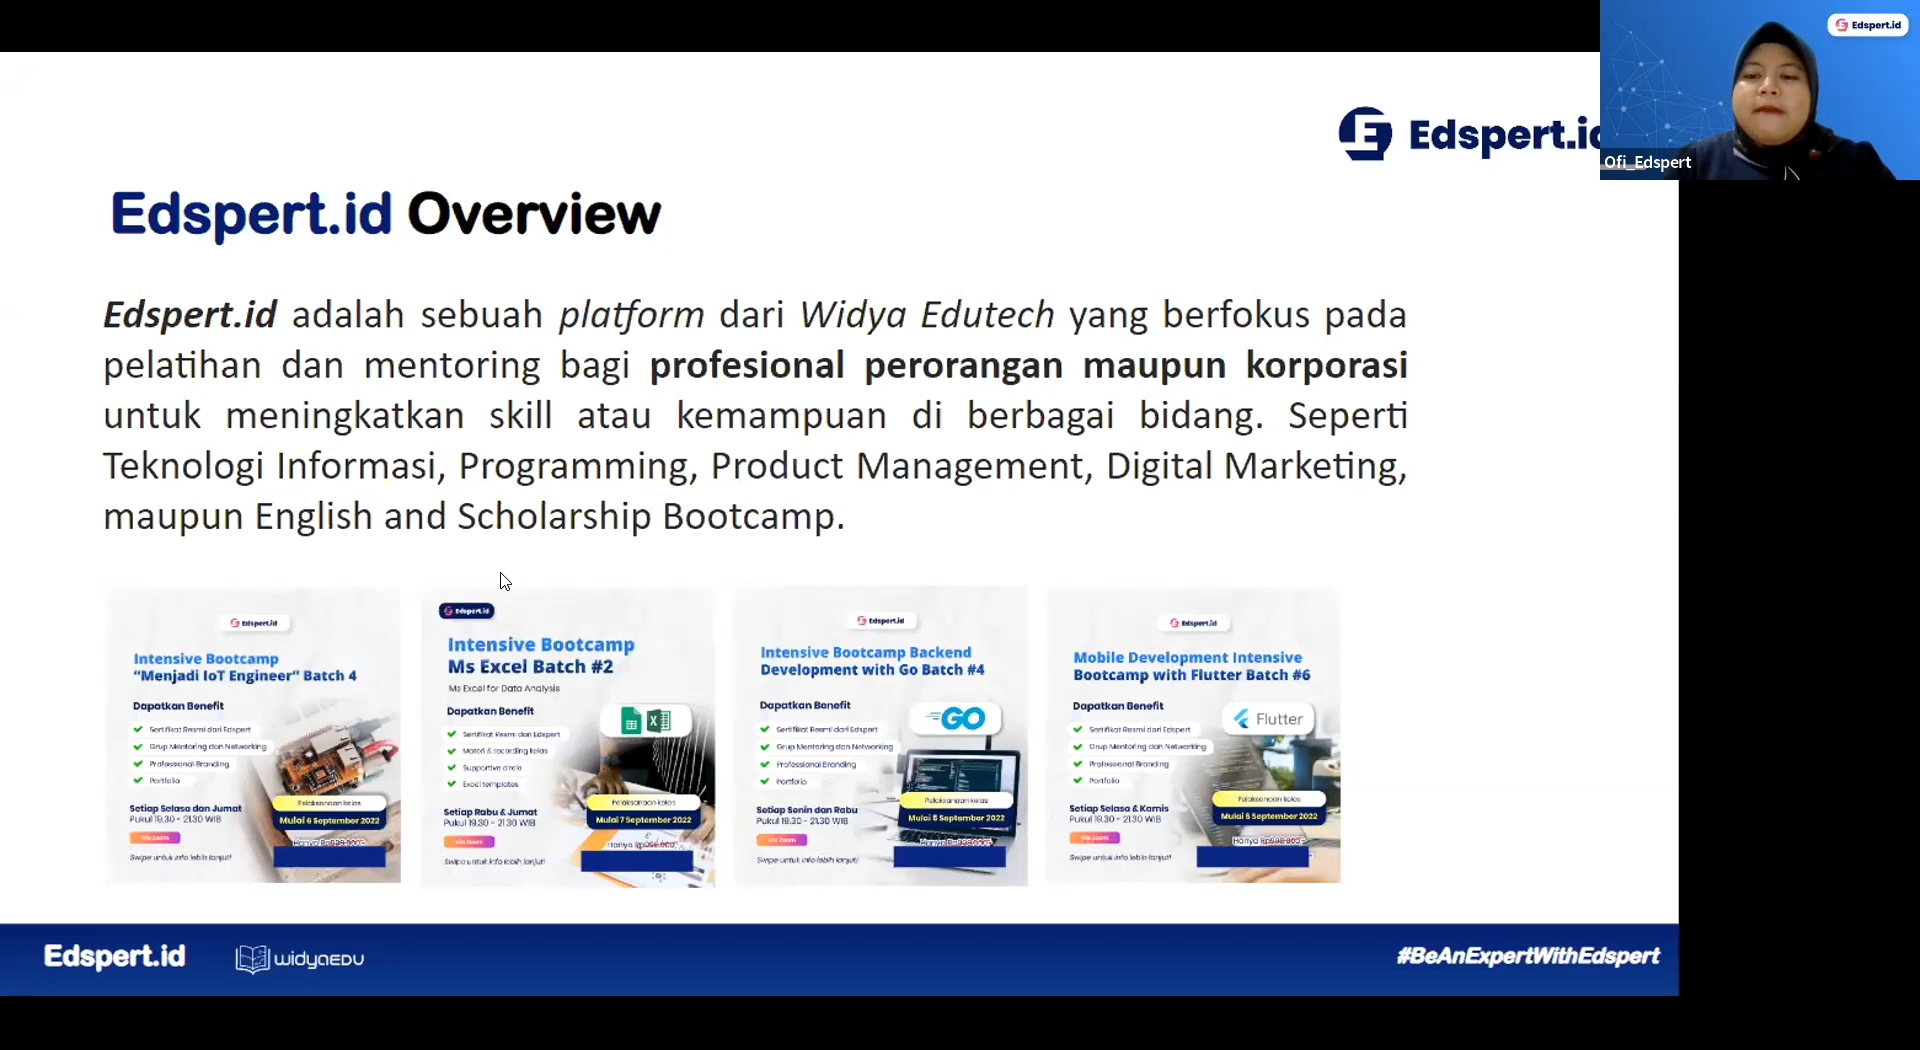 Edspert.id
Edspert.id
Ofi_Edspert
Edspert.id Overview
Edspert.id adalah sebuah platform dari Widya Edutech yang berfokus pada
pelatihan dan mentoring bagi profesional perorangan maupun korporasi
untuk meningkatkan skill atau kemampuan di berbagai bidang. Seperti
Teknologi Informasi, Programming, Product Management, Digital Marketing,
maupun English and Scholarship Bootcamp.
Edspert.id
Intensive Bootcamp
"Menjadi IoT Engineer" Batch 4
Dapatkan Benefit
Sertifikat Resmi dari Edspert
Grup Mentoring dan Networking
Professional Branding
Portfolio
Setiap Selasa dan Jumat
Pukul 19.30 - 21.30 WIB
Via Zoom
Swipe untuk info lebih lanjut!
Pelaksanaan kelas
Mulai 6 September 2022
Edspert.id
Intensive Bootcamp
Ms Excel Batch #2
Ms Excel for Data Analysis
Dapatkan Benefit
Sertifikat Resmi dari Edspert
Materi & recording kelas
Excel templates
Setiap Rabu & Jumat
Pukul 19.30 - 21.30 WIB
Via Zoom
Swipe untuk info lebih lanjut!
Pelaksanaan kelas
Mulai 7 September 2022
Hanya
Edspert.id
Intensive Bootcamp Backend
Development with Go Batch #4
Dapatkan Benefit
GO
Sertifikat Resmi dari Edspert
Grup Mentoring dan Networking
Professional Branding
Portfolio
Setiap Senin dan Rabu
Pukul 19.30 - 21.30 WIB
Via Zoom
Swipe untuk info lebih lanjut!
Pelaksanaan kelas
Mulai 5 September 2022
Edspert.id
Mobile Development Intensive
Bootcamp with Flutter Batch #6
Dapatkan Benefit
Flutter
Sertifikat Resmi dari Edspert
Grup Mentoring dan Networking
Professional Branding
Portfolio
Setiap Selasa & Kamis
Pukul 19.30 - 21.30 WIB
Via Zoom
Swipe untuk info lebih lanjut!
Pelaksanaan kelas
Mulai 6 September 2022
Hanya
Edspert.id
WIDYAEDU
#BeAnExpertWithEdspert